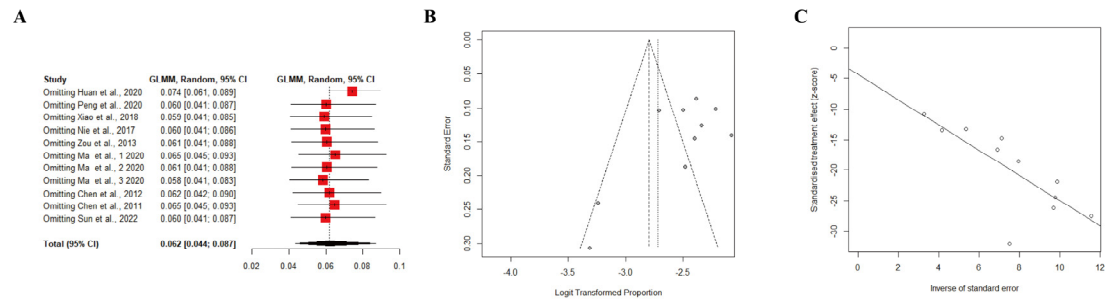 A
Study GLMM, Random, 95% CI GLMM, Random, 95% CI
Omitting Huan et al., 2020 0.074 [0.061, 0.089]
Omitting Peng et al., 2020 0.060 [0.041; 0.087]
Omitting Xiao et al., 2018 0.059 [0.041; 0.085]
Omitting Nie et al., 2017 0.060 [0.041; 0.086]
Omitting Zou et al., 2013 0.061 [0.041; 0.088]
Omitting Ma et al., 1 2020 0.065 [0.045; 0.093]
Omitting Ma et al., 2 2020 0.061 [0.041; 0.088]
Omitting Ma et al., 3 2020 0.058 [0.041; 0.083]
Omitting Chen et al., 2012 0.062 [0.042; 0.090]
Omitting Chen et al., 2011 0.065 [0.045; 0.093]
Omitting Sun et al., 2022 0.060 [0.041; 0.087]
Total (95% CI) 0.062 [0.044; 0.087]
0.02 0.04 0.06 0.08 0.1
B
Standard Error
0.00
0.05
0.10
0.15
0.20
0.25
0.30
-4.0 -3.5 -3.0 -2.5
Logit Transformed Proportion
C
Standardised treatment effect (z-score)
0
-5
-10
-15
-20
-25
-30
0 2 4 6 8 10 12
Inverse of standard error